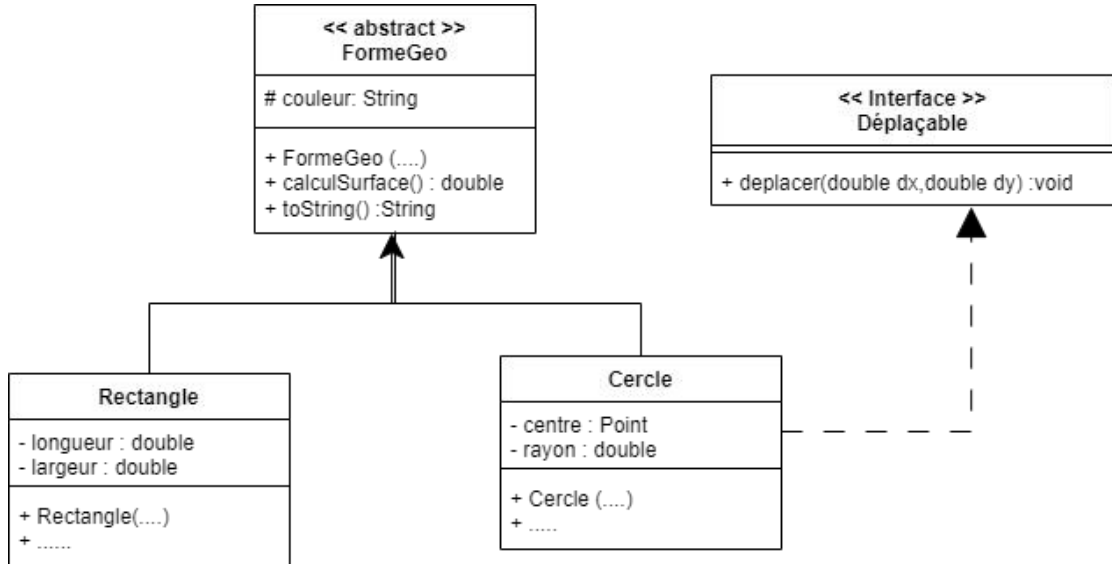 << abstract >>
FormeGeo
# couleur: String
+ FormeGeo (....)
+ calculSurface() : double
+ toString() :String
<< Interface >>
Déplaçable
+ deplacer(double dx,double dy) :void
Rectangle
- longueur : double
- largeur : double
+ Rectangle(....)
+ ......
Cercle
- centre : Point
- rayon : double
+ Cercle (....)
+ .....